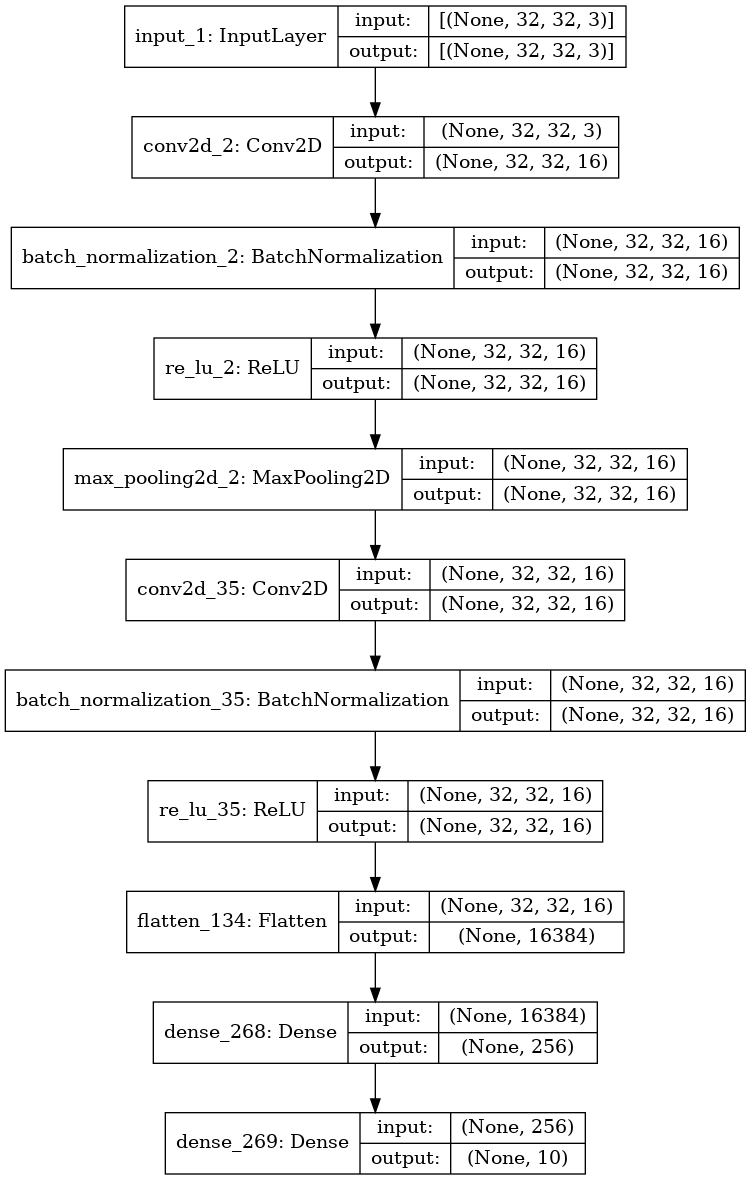 input_1: InputLayer
input: [(None, 32, 32, 3)]
output: [(None, 32, 32, 3)]
conv2d_2: Conv2D
input: (None, 32, 32, 3)
output: (None, 32, 32, 16)
batch_normalization_2: BatchNormalization
input: (None, 32, 32, 16)
output: (None, 32, 32, 16)
re_lu_2: ReLU
input: (None, 32, 32, 16)
output: (None, 32, 32, 16)
max_pooling2d_2: MaxPooling2D
input: (None, 32, 32, 16)
output: (None, 32, 32, 16)
conv2d_35: Conv2D
input: (None, 32, 32, 16)
output: (None, 32, 32, 16)
batch_normalization_35: BatchNormalization
input: (None, 32, 32, 16)
output: (None, 32, 32, 16)
re_lu_35: ReLU
input: (None, 32, 32, 16)
output: (None, 32, 32, 16)
flatten_134: Flatten
input: (None, 32, 32, 16)
output: (None, 16384)
dense_268: Dense
input: (None, 16384)
output: (None, 256)
dense_269: Dense
input: (None, 256)
output: (None, 10)